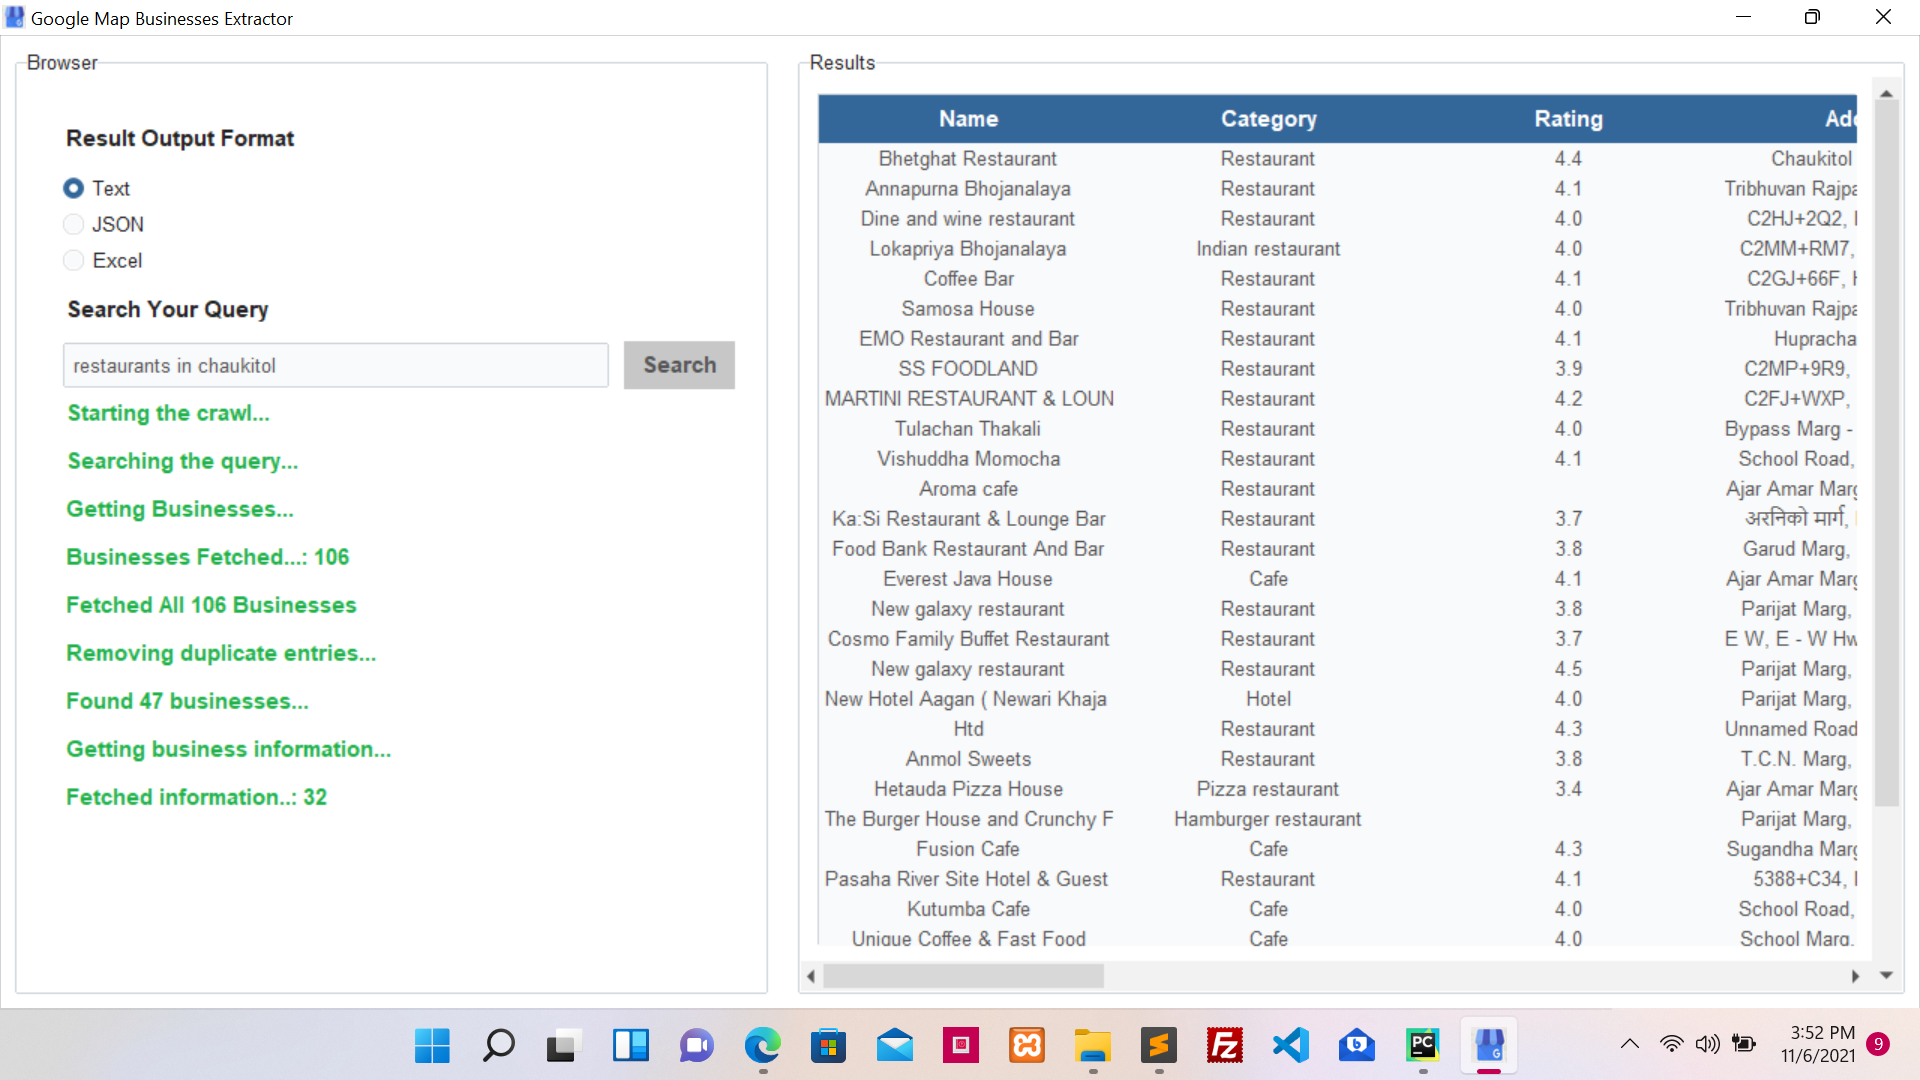 Google Map Businesses Extractor
Browser
Result Output Format
Text
JSON
Excel
Search Your Query
restaurants in chaukitol
Search
Starting the crawl...
Searching the query...
Getting Businesses...
Businesses Fetched...: 106
Fetched All 106 Businesses
Removing duplicate entries...
Found 47 businesses...
Getting business information...
Fetched information..: 32
Results
Name Category Rating Add
Bhetghat Restaurant Restaurant 4.4 Chaukitol
Annapurna Bhojanalaya Restaurant 4.1 Tribhuvan Rajpa
Dine and wine restaurant Restaurant 4.0 C2HJ+2Q2,
Lokapriya Bhojanalaya Indian restaurant 4.0 C2MM+RM7,
Coffee Bar Restaurant 4.1 C2GJ+66F,
Samosa House Restaurant 4.0 Tribhuvan Rajpa
EMO Restaurant and Bar Restaurant 4.1 Hupracha
SS FOODLAND Restaurant 3.9 C2MP+9R9,
MARTINI RESTAURANT & LOUN Restaurant 4.2 C2FJ+WXP,
Tulachan Thakali Restaurant 4.0 Bypass Marg -
Vishuddha Momocha Restaurant 4.1 School Road,
Aroma cafe Restaurant Ajar Amar Marg
Ka:Si Restaurant & Lounge Bar Restaurant 3.7 अरनिको मार्ग,
Food Bank Restaurant And Bar Restaurant 3.8 Garud Marg,
Everest Java House Cafe 4.1 Ajar Amar Marg
New galaxy restaurant Restaurant 3.8 Parijat Marg,
Cosmo Family Buffet Restaurant Restaurant 3.7 E W, E - W Hw
New galaxy restaurant Restaurant 4.5 Parijat Marg,
New Hotel Aagan ( Newari Khaja Hotel 4.0 Parijat Marg,
Htd Restaurant 4.3 Unnamed Road
Anmol Sweets Restaurant 3.8 T.C.N. Marg,
Hetauda Pizza House Pizza restaurant 3.4 Ajar Amar Marg
The Burger House and Crunchy F Hamburger restaurant Parijat Marg,
Fusion Cafe Cafe 4.3 Sugandha Marg
Pasaha River Site Hotel & Guest Restaurant 4.1 5388+C34,
Kutumba Cafe Cafe 4.0 School Road,
Unique Coffee & Fast Food Cafe 4.0 School Marg,
3:52 PM
11/6/2021
9